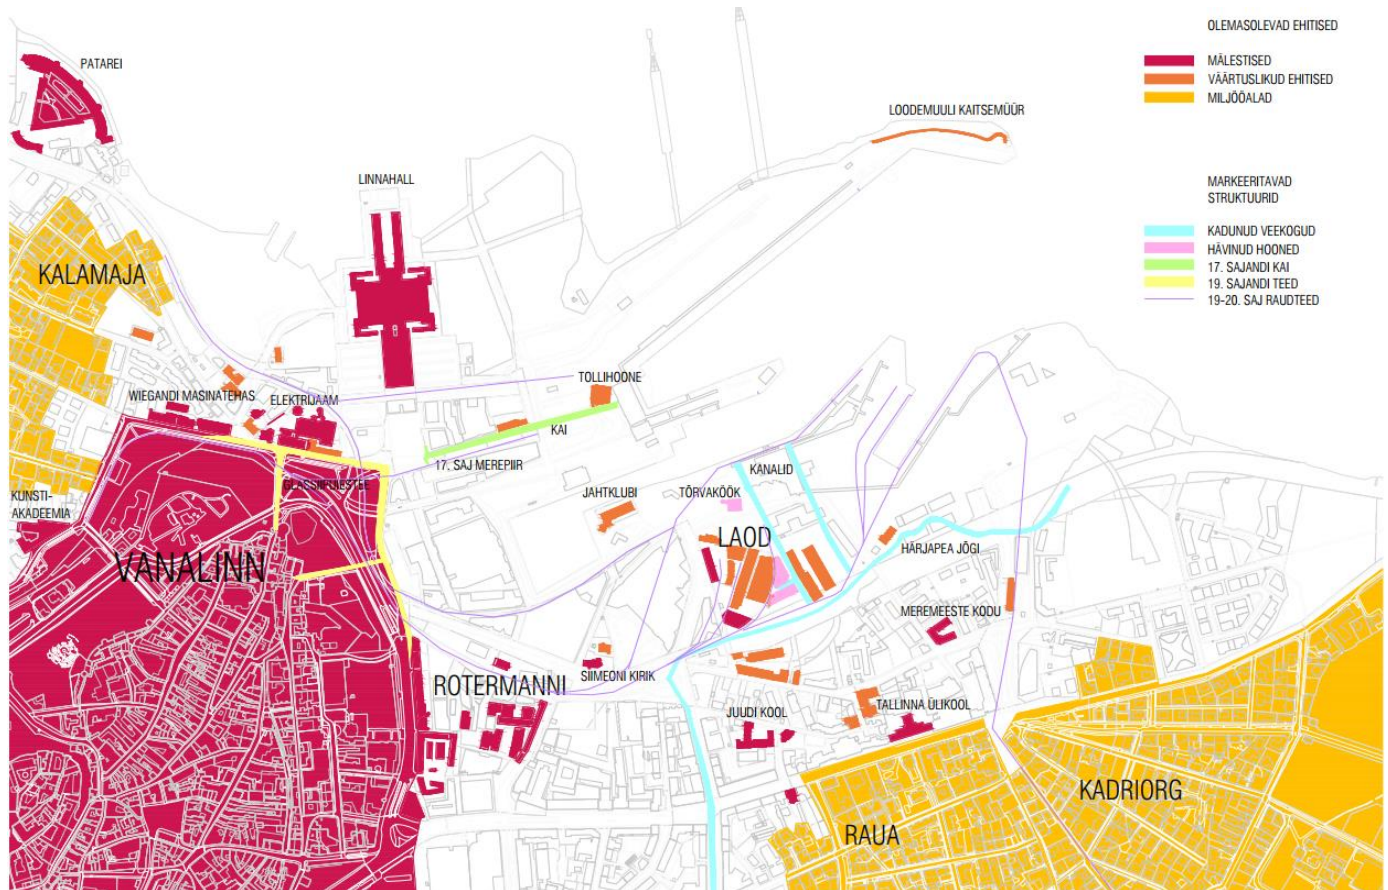 OLEMASOLEVAD EHITISED
MÄLESTISED
VÄÄRTUSLIKUD EHITISED
MILJÖÖALAD
PATAREI
LOODEMUULI KAITSEMÜÜR
LINNAHALL
MARKEERITAVAD
STRUKTUURID
KADUNUD VEEKOGUD
HÄVINUD HOONED
17. SAJANDI KAI
19. SAJANDI TEED
19-20. SAJ RAUDTEED
KALAMAJA
TOLLIHOONE
WIEGANDI MASINATEHAS
ELEKTRIJAAM
KAI
17. SAJ MEREPIIR
GLASSIIPUIESTEE
KANALID
JAHTKLUBI
TÕRVAKÖÖK
KUNSTI-
AKADEEMIA
LAOD
HÄRJAPEA JÕGI
VANALINN
MEREMEESTE KODU
SIIMEONI KIRIK
ROTERMANNI
JUUDI KOOL
TALLINNA ÜLIKOOL
KADRIORG
RAUA